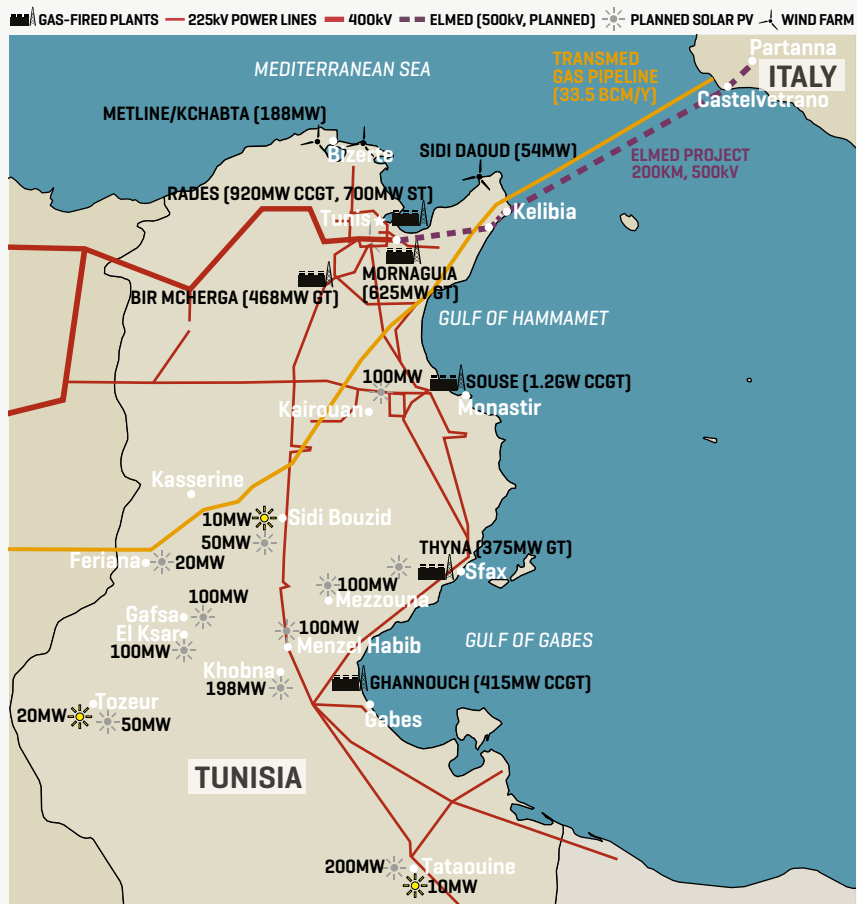 GAS-FIRED PLANTS
225kV POWER LINES
400kV
ELMED (500kV, PLANNED)
PLANNED SOLAR PV
WIND FARM
Partanna
ITALY
MEDITERRANEAN SEA
TRANSMED
GAS PIPELINE
(33.5 BCM/Y)
Castelvetrano
METLINE/KCHABTA (188MW)
Bizerte
SIDI DAOUD (54MW)
ELMED PROJECT
200KM, 500kV
RADES (920MW CCGT, 700MW ST)
Tunis
Kelibia
MORNAGUIA
(625MW GT)
BIR MCHERGA (468MW GT)
GULF OF HAMMAMET
100MW
SOUSE (1.2GW CCGT)
Kairouan
Monastir
Kasserine
10MW
Sidi Bouzid
50MW
THYNA (375MW GT)
Feriana
20MW
Sfax
100MW
Mezzouna
100MW
Gafsa
El Ksar
100MW
100MW
Menzel Habib
GULF OF GABES
Khobna
198MW
GHANNOUCH (415MW CCGT)
Tozeur
20MW
50MW
Gabes
TUNISIA
200MW
Tataouine
10MW